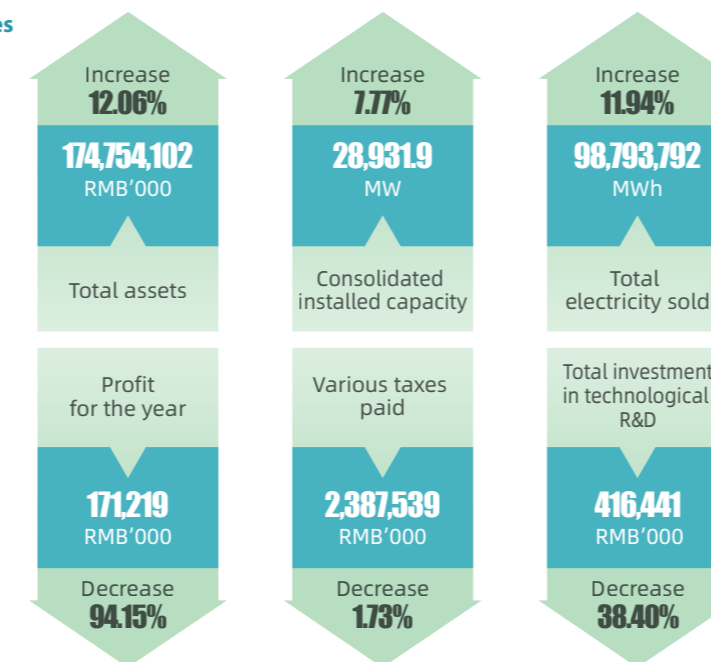 es
Increase
12.06%
174,754,102
RMB'000
Total assets
Increase
7.77%
28,931.9
MW
Consolidated
installed capacity
Increase
11.94%
98,793,792
MWh
Total
electricity sold
Profit
for the year
171,219
RMB'000
Decrease
94.15%
Various taxes
paid
2,387,539
RMB'000
Decrease
1.73%
Total investment
in technological
R&D
416,441
RMB'000
Decrease
38.40%